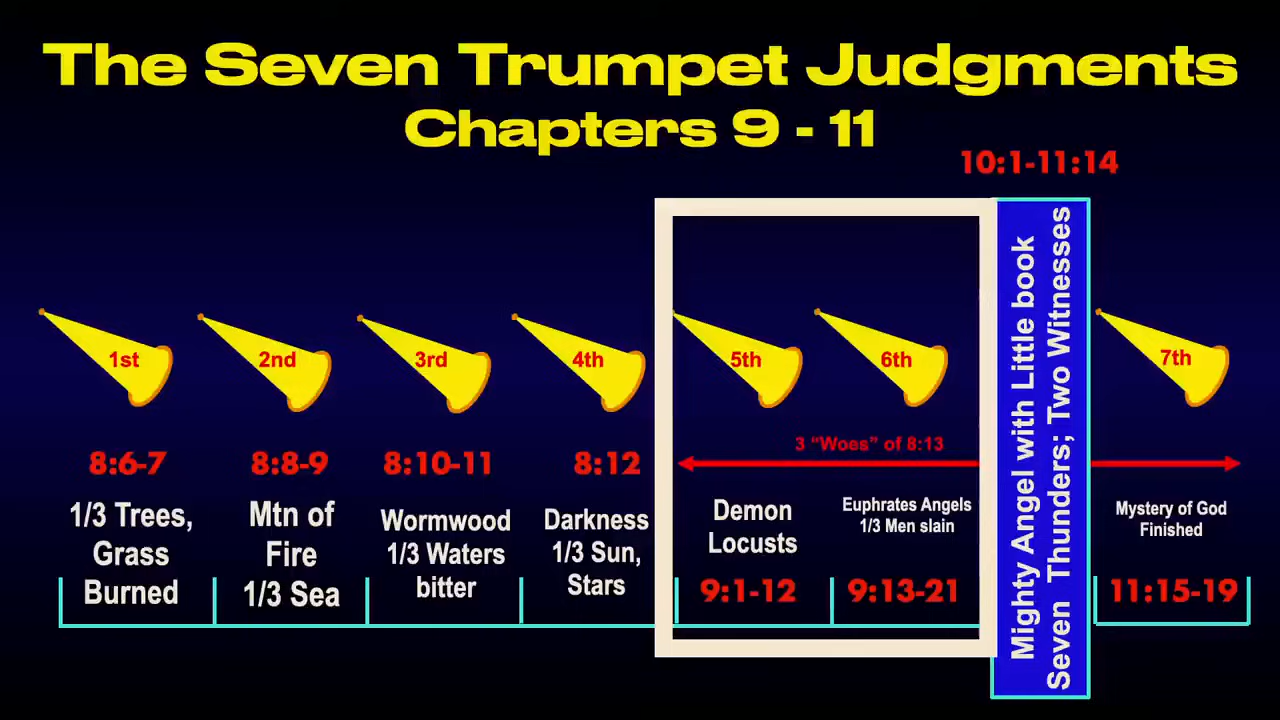 The Seven Trumpet Judgments
Chapters 9 - 11
10:1-11:14
1st
2nd
3rd
4th
5th
6th
7th
3 “Woes” of 8:13
8:6-7
1/3 Trees,
Grass
Burned
8:8-9
Mtn of
Fire
1/3 Sea
8:10-11
Wormwood
1/3 Waters
bitter
8:12
Darkness
1/3 Sun,
Stars
Demon
Locusts
9:1-12
Euphrates Angels
1/3 Men slain
9:13-21
Mighty Angel with Little book
Seven Thunders; Two Witnesses
Mystery of God
Finished
11:15-19